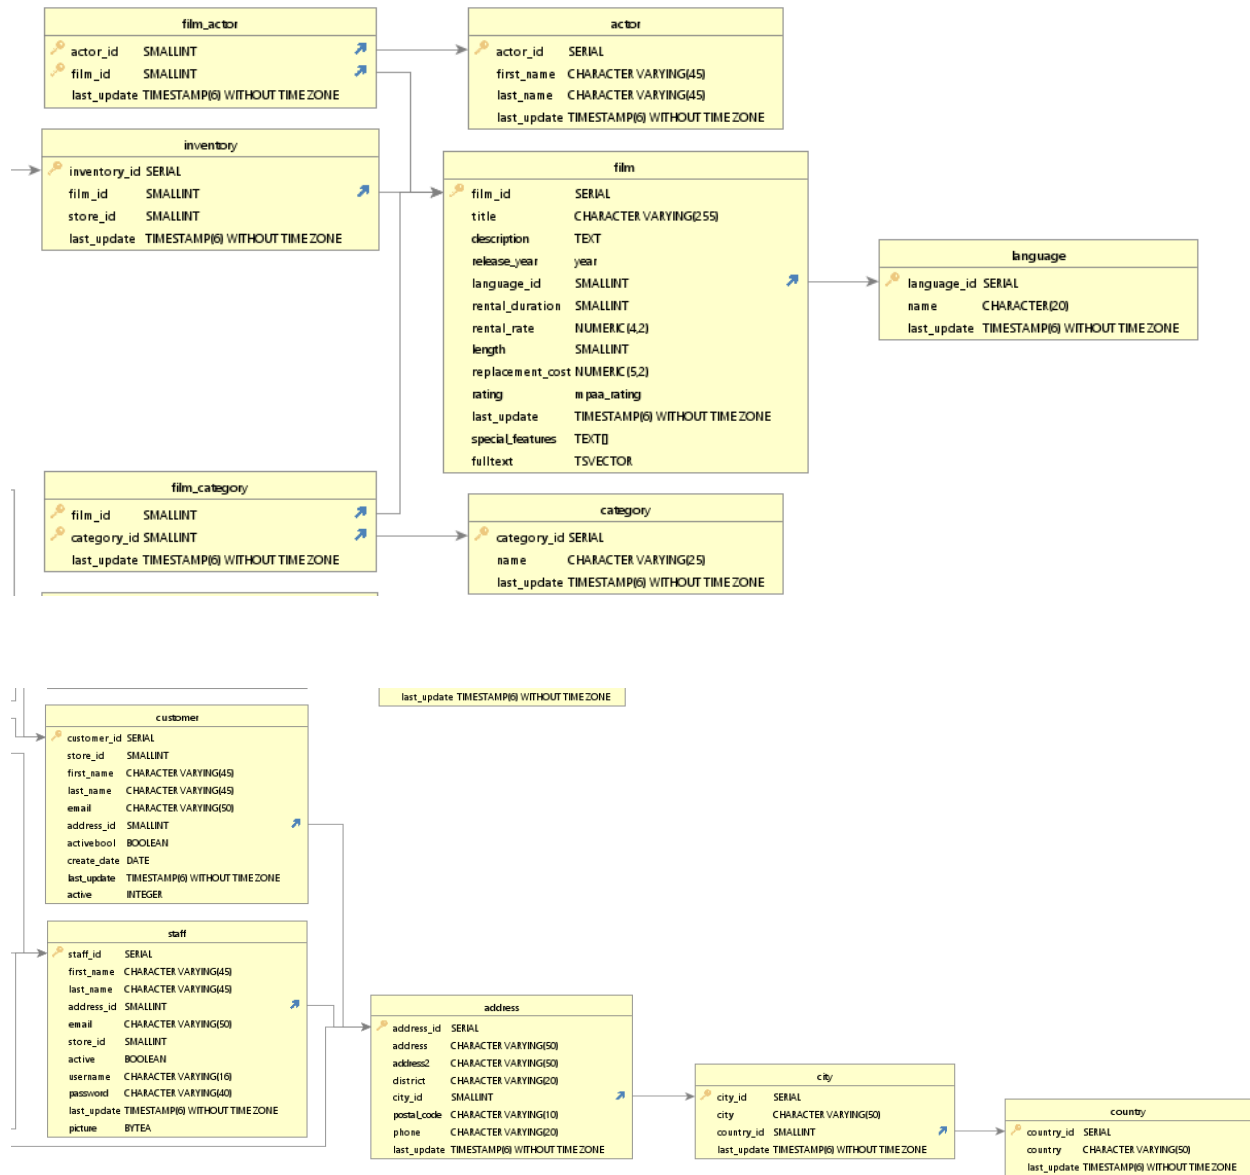 film_actor
actor_id SMALLINT
film_id SMALLINT
last_update TIMESTAMP(6) WITHOUT TIME ZONE
actor
actor_id SERIAL
first_name CHARACTER VARYING(45)
last_name CHARACTER VARYING(45)
last_update TIMESTAMP(6) WITHOUT TIME ZONE
inventory
inventory_id SERIAL
film_id SMALLINT
store_id SMALLINT
last_update TIMESTAMP(6) WITHOUT TIME ZONE
film
film_id SERIAL
title CHARACTER VARYING(255)
description TEXT
release_year year
language_id SMALLINT
rental_duration SMALLINT
rental_rate NUMERIC(4,2)
length SMALLINT
replacement_cost NUMERIC(5,2)
rating mpaa_rating
last_update TIMESTAMP(6) WITHOUT TIME ZONE
special_features TEXT[]
fulltext TSVECTOR
language
language_id SERIAL
name CHARACTER(20)
last_update TIMESTAMP(6) WITHOUT TIME ZONE
film_category
film_id SMALLINT
category_id SMALLINT
last_update TIMESTAMP(6) WITHOUT TIME ZONE
category
category_id SERIAL
name CHARACTER VARYING(25)
last_update TIMESTAMP(6) WITHOUT TIME ZONE
last_update TIMESTAMP(6) WITHOUT TIME ZONE
customer
customer_id SERIAL
store_id SMALLINT
first_name CHARACTER VARYING(45)
last_name CHARACTER VARYING(45)
email CHARACTER VARYING(50)
address_id SMALLINT
activebool BOOLEAN
create_date DATE
last_update TIMESTAMP(6) WITHOUT TIME ZONE
active INTEGER
staff
staff_id SERIAL
first_name CHARACTER VARYING(45)
last_name CHARACTER VARYING(45)
address_id SMALLINT
email CHARACTER VARYING(50)
store_id SMALLINT
active BOOLEAN
username CHARACTER VARYING(16)
password CHARACTER VARYING(40)
last_update TIMESTAMP(6) WITHOUT TIME ZONE
picture BYTEA
address
address_id SERIAL
address CHARACTER VARYING(50)
address2 CHARACTER VARYING(50)
district CHARACTER VARYING(20)
city_id SMALLINT
postal_code CHARACTER VARYING(10)
phone CHARACTER VARYING(20)
last_update TIMESTAMP(6) WITHOUT TIME ZONE
city
city_id SERIAL
city CHARACTER VARYING(50)
country_id SMALLINT
last_update TIMESTAMP(6) WITHOUT TIME ZONE
country
country_id SERIAL
country CHARACTER VARYING(50)
last_update TIMESTAMP(6) WITHOUT TIME ZONE